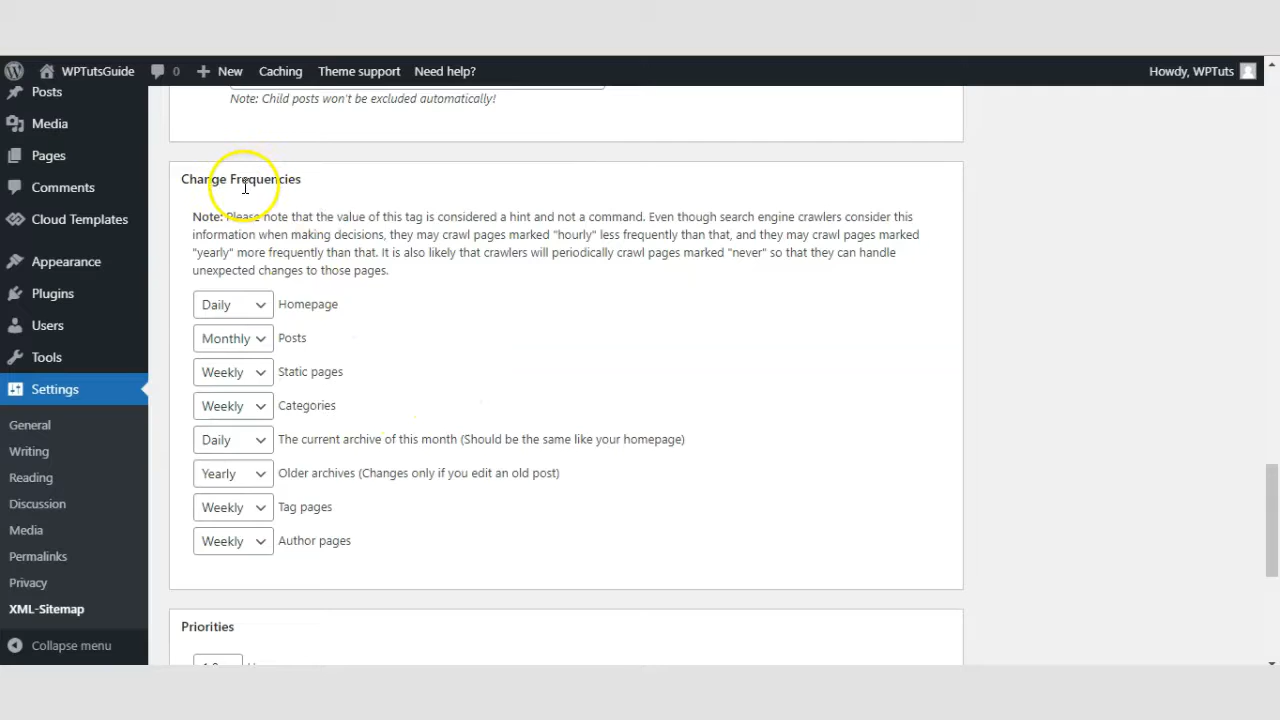 WPTutsGuide 0 New Caching Theme support Need help? Howdy, WPTuts
Posts
Media
Pages
Comments
Cloud Templates
Appearance
Plugins
Users
Tools
Settings
General
Writing
Reading
Discussion
Media
Permalinks
Privacy
XML-Sitemap
Collapse menu
Note: Child posts won't be excluded automatically!
Change Frequencies
Note: Please note that the value of this tag is considered a hint and not a command. Even though search engine crawlers consider this
information when making decisions, they may crawl pages marked "hourly" less frequently than that, and they may crawl pages marked
"yearly" more frequently than that. It is also likely that crawlers will periodically crawl pages marked "never" so that they can handle
unexpected changes to those pages.
Daily Homepage
Monthly Posts
Weekly Static pages
Weekly Categories
Daily The current archive of this month (Should be the same like your homepage)
Yearly Older archives (Changes only if you edit an old post)
Weekly Tag pages
Weekly Author pages
Priorities